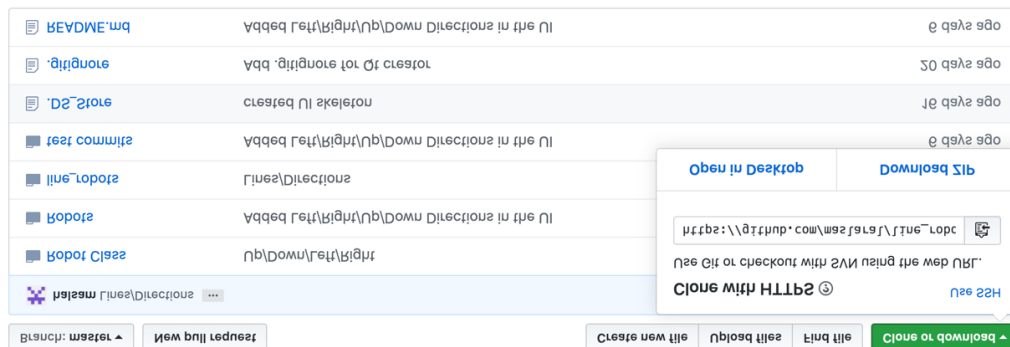 Branch: master
New pull request
Create new file
Upload files
Find file
Clone or download
halsam Lines/Directions ...
Clone with HTTPS
Use SSH
Use Git or checkout with SVN using the web URL.
https://github.com/maslaral/line_robo
Open in Desktop
Download ZIP
Robot Class Up/Down/Left/Right
Robots Added Left/Right/Up/Down Directions in the UI
line_robots Lines/Directions
test commits Added Left/Right/Up/Down Directions in the UI 6 days ago
.DS_Store created UI skeleton 16 days ago
.gitignore Add .gitignore for Qt creator 20 days ago
README.md Added Left/Right/Up/Down Directions in the UI 6 days ago